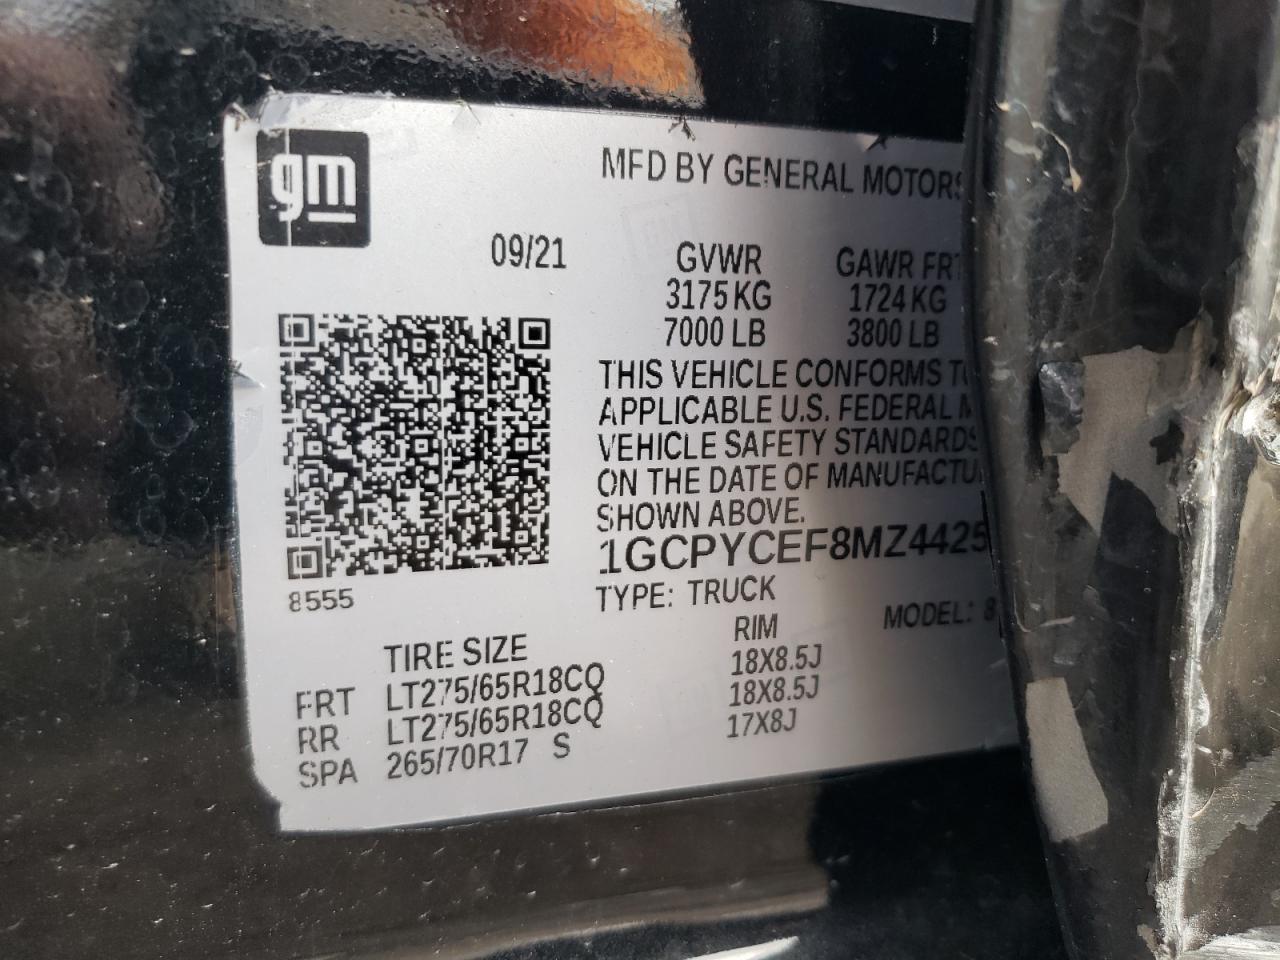 gm
MFD BY GENERAL MOTORS
09/21
GVWR GAWR FRT
3175 KG 1724 KG
7000 LB 3800 LB
THIS VEHICLE CONFORMS
APPLICABLE U.S. FEDERAL
VEHICLE SAFETY STANDARDS
ON THE DATE OF
SHOWN ABOVE.
1GCPYCEF8MZ4425
8555
TYPE: TRUCK MODEL:
TIRE SIZE RIM
FRT LT275/65R18CQ 18X8.5J
RR LT275/65R18CQ 18X8.5J
SPA 265/70R17 S 17X8J